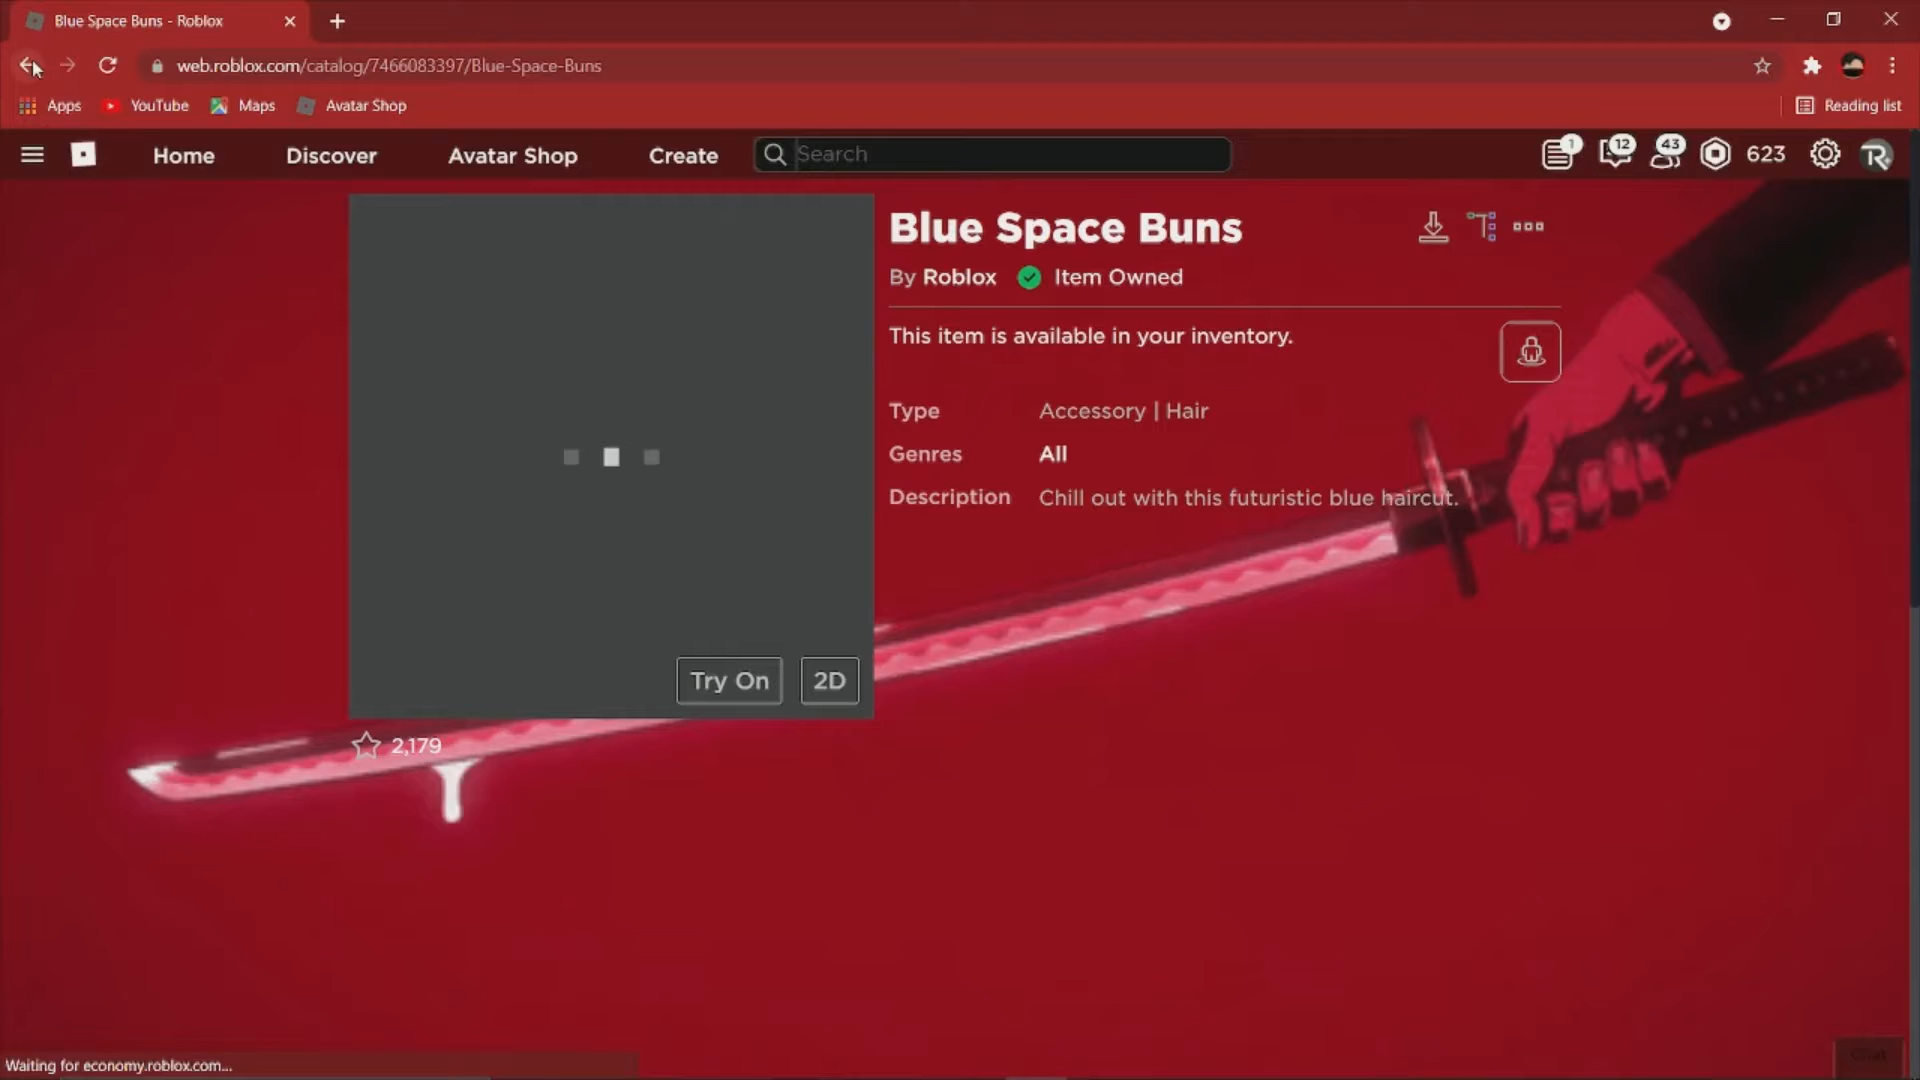 Blue Space Buns - Roblox
web.roblox.com/catalog/7466083397/Blue-Space-Buns
Apps YouTube Maps Avatar Shop Reading list
Home Discover Avatar Shop Create Search 1 12 43 623
Blue Space Buns
By Roblox Item Owned
This item is available in your inventory.
Type Accessory | Hair
Genres All
Description Chill out with this futuristic blue haircut.
Try On 2D
2,179
Waiting for economy.roblox.com...
Chat